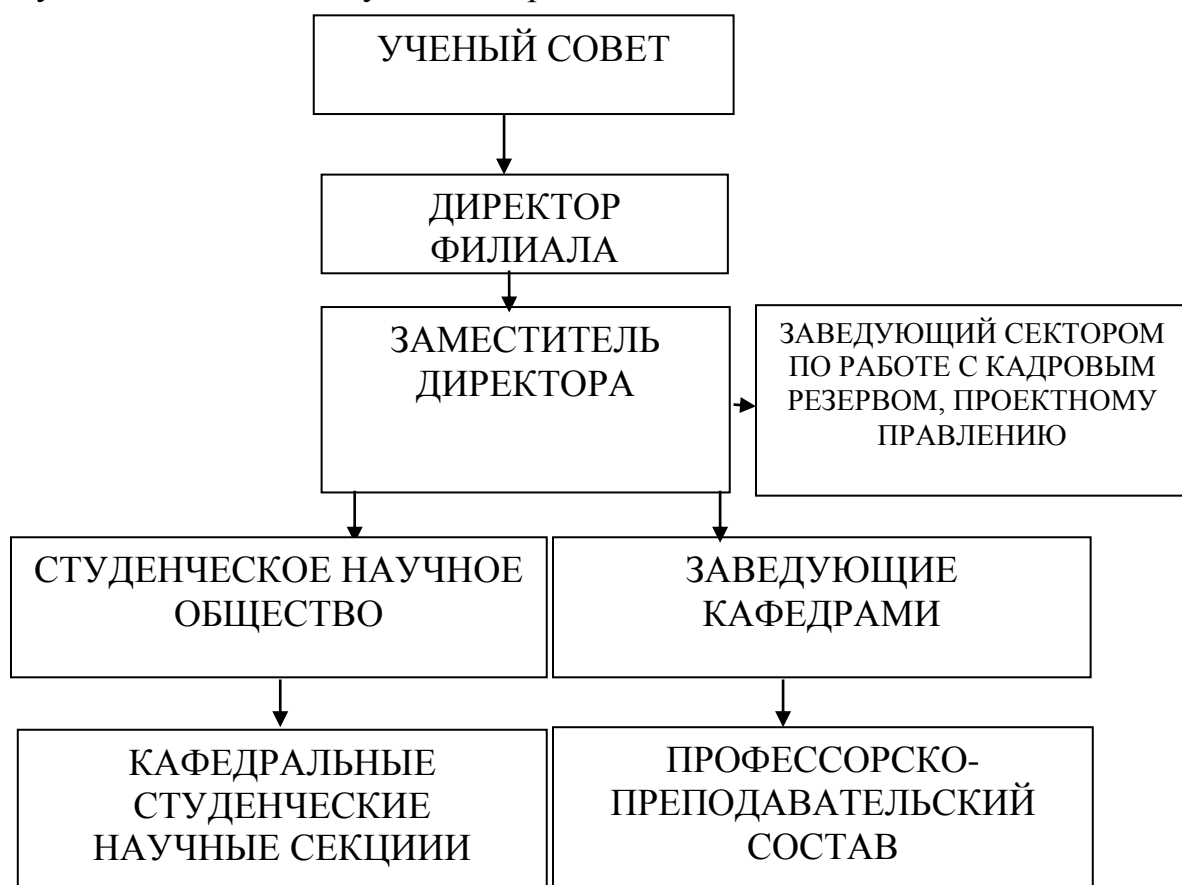 УЧЕНЫЙ СОВЕТ
ДИРЕКТОР
ФИЛИАЛА
ЗАМЕСТИТЕЛЬ
ДИРЕКТОРА
ЗАВЕДУЮЩИЙ СЕКТОРОМ
ПО РАБОТЕ С КАДРОВЫМ
РЕЗЕРВОМ, ПРОЕКТНОМУ
ПРАВЛЕНИЮ
СТУДЕНЧЕСКОЕ НАУЧНОЕ
ОБЩЕСТВО
ЗАВЕДУЮЩИЕ
КАФЕДРАМИ
КАФЕДРАЛЬНЫЕ
СТУДЕНЧЕСКИЕ
НАУЧНЫЕ СЕКЦИИИ
ПРОФЕССОРСКО-
ПРЕПОДАВАТЕЛЬСКИЙ
СОСТАВ